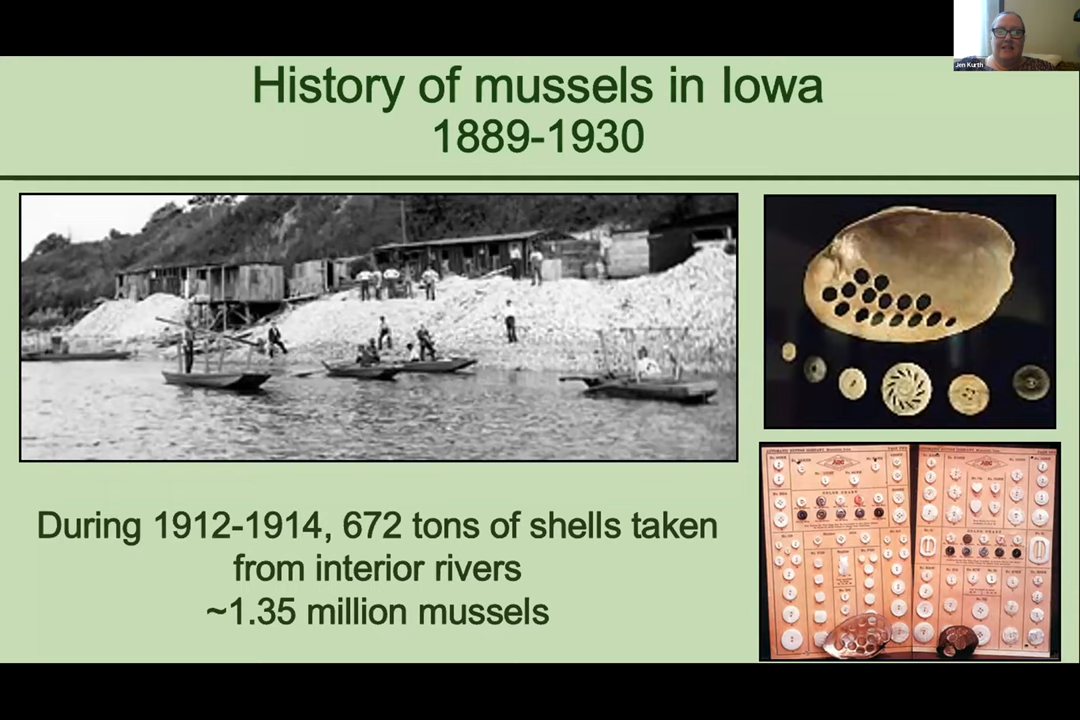 Jen Kurth
History of mussels in Iowa
1889-1930
During 1912-1914, 672 tons of shells taken
from interior rivers
~1.35 million mussels